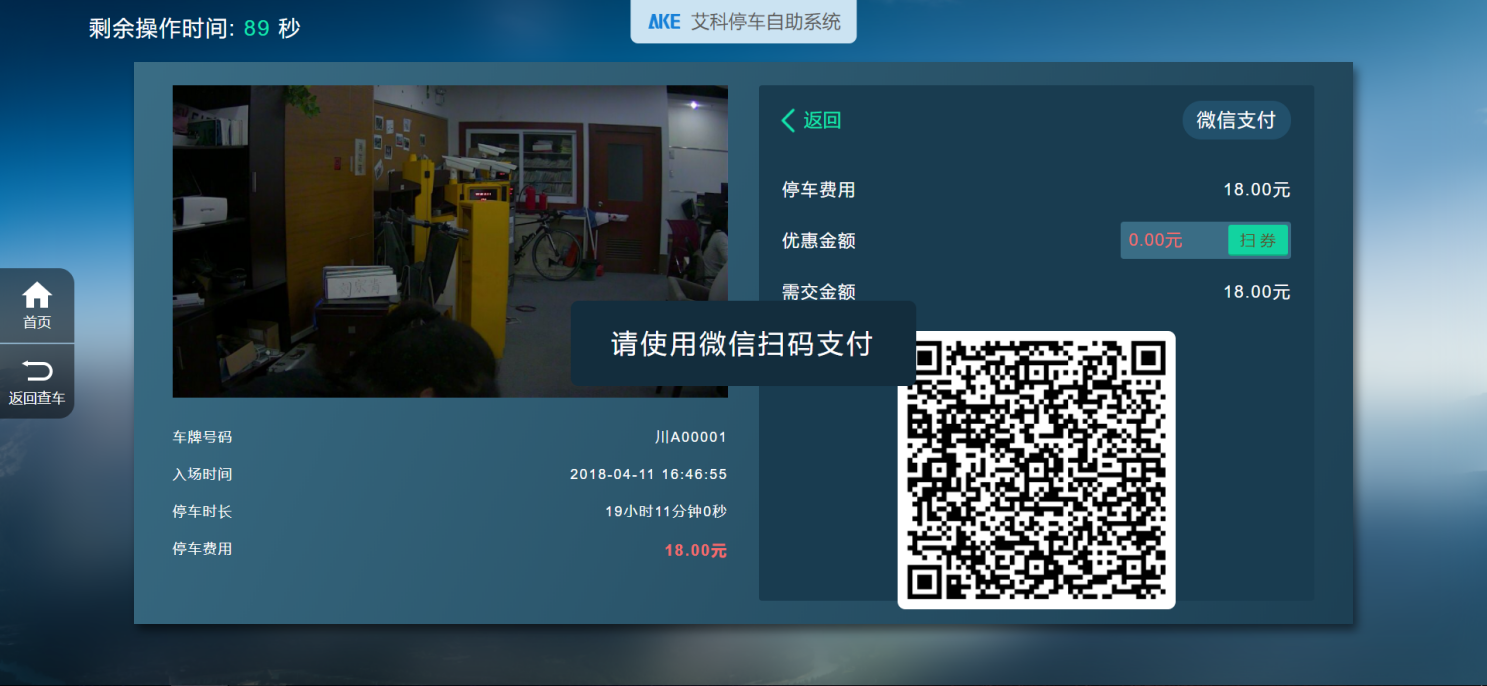 剩余操作时间: 89 秒
AKE 艾科停车自助系统
首页
返回查车
车牌号码 川A00001
入场时间 2018-04-11 16:46:55
停车时长 19小时11分钟0秒
停车费用 18.00元
返回 微信支付
停车费用 18.00元
优惠金额 0.00元 扫券
需交金额 18.00元
请使用微信扫码支付